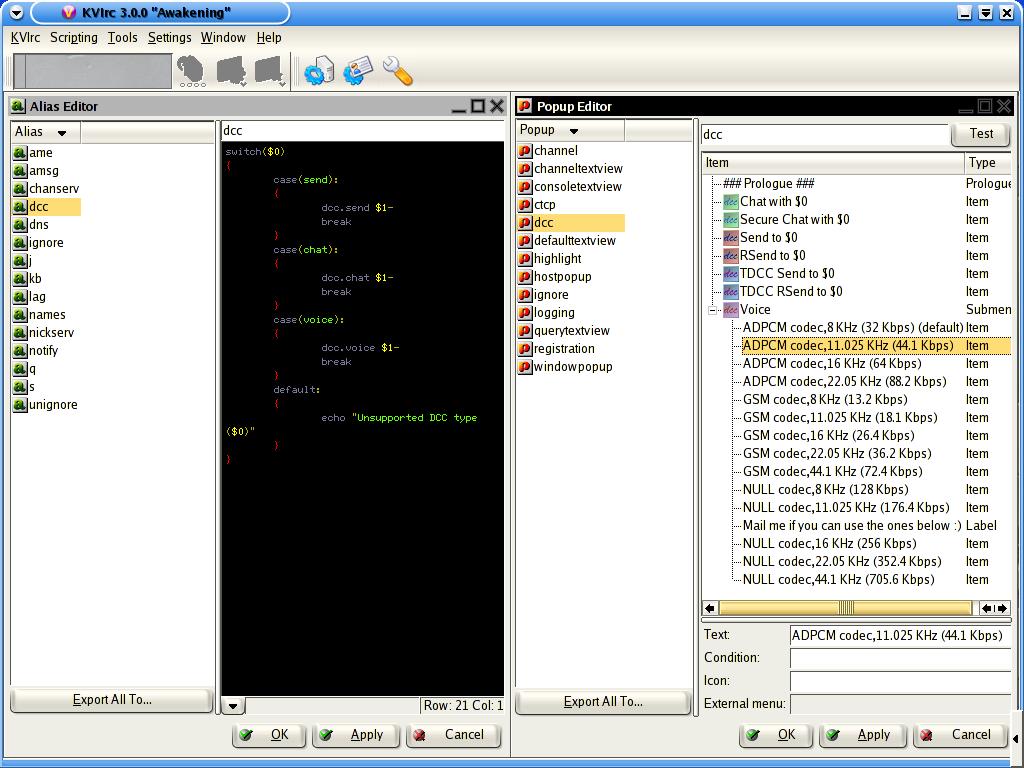 KVIrc 3.0.0 "Awakening"
KVIrc Scripting Tools Settings Window Help
Alias Editor
Alias
ame
amsg
chanserv
dcc
dns
ignore
j
kb
lag
names
nickserv
notify
q
s
unignore
Export All To...
dcc
switch($0)
{
case(send):
{
dcc.send $1-
break
}
case(chat):
{
dcc.chat $1-
break
}
case(voice):
{
dcc.voice $1-
break
}
default:
{
echo "Unsupported DCC type
($0)"
}
}
Row: 21 Col: 1
OK Apply Cancel
Popup Editor
Popup
channel
channeltextview
consoletextview
ctcp
dcc
defaulttextview
highlight
hostpopup
ignore
logging
querytextview
registration
windowpopup
Export All To...
dcc Test
Item Type
### Prologue ### Prologue
dcc Chat with $0 Item
dcc Secure Chat with $0 Item
dcc Send to $0 Item
dcc RSend to $0 Item
dcc TDCC Send to $0 Item
dcc TDCC RSend to $0 Item
dcc Voice Submen
ADPCM codec,8 KHz (32 Kbps) (default) Item
ADPCM codec,11.025 KHz (44.1 Kbps) Item
ADPCM codec,16 KHz (64 Kbps) Item
ADPCM codec,22.05 KHz (88.2 Kbps) Item
GSM codec,8 KHz (13.2 Kbps) Item
GSM codec,11.025 KHz (18.1 Kbps) Item
GSM codec,16 KHz (26.4 Kbps) Item
GSM codec,22.05 KHz (36.2 Kbps) Item
GSM codec,44.1 KHz (72.4 Kbps) Item
NULL codec,8 KHz (128 Kbps) Item
NULL codec,11.025 KHz (176.4 Kbps) Item
Mail me if you can use the ones below :) Label
NULL codec,16 KHz (256 Kbps) Item
NULL codec,22.05 KHz (352.4 Kbps) Item
NULL codec,44.1 KHz (705.6 Kbps) Item
Text: ADPCM codec,11.025 KHz (44.1 Kbps)
Condition:
Icon:
External menu:
OK Apply Cancel